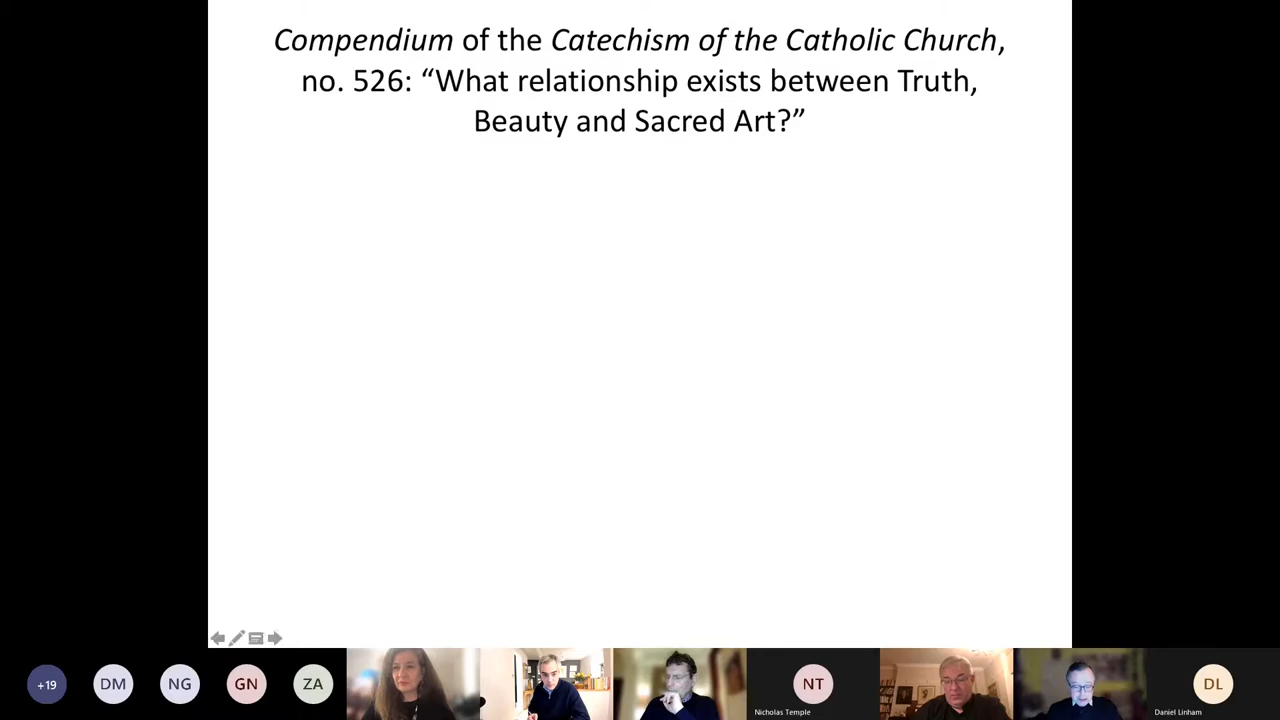 Compendium of the Catechism of the Catholic Church,
no. 526: “What relationship exists between Truth,
Beauty and Sacred Art?”
+19
DM
NG
GN
ZA
NT
Nicholas Temple
DL
Daniel Linham